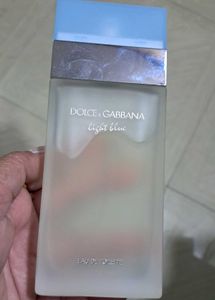 DOLCE & GABBANA
light blue
EAU DE TOILETTE